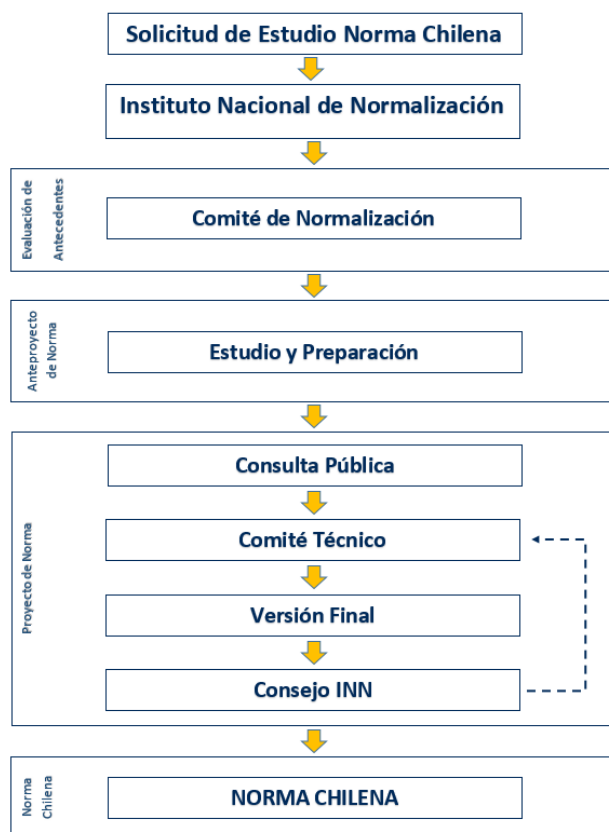 Solicitud de Estudio Norma Chilena
Instituto Nacional de Normalización
Evaluación de
Antecedentes
Comité de Normalización
Anteproyecto
de Norma
Estudio y Preparación
Proyecto de Norma
Consulta Pública
Comité Técnico
Versión Final
Consejo INN
Norma
Chilena
NORMA CHILENA